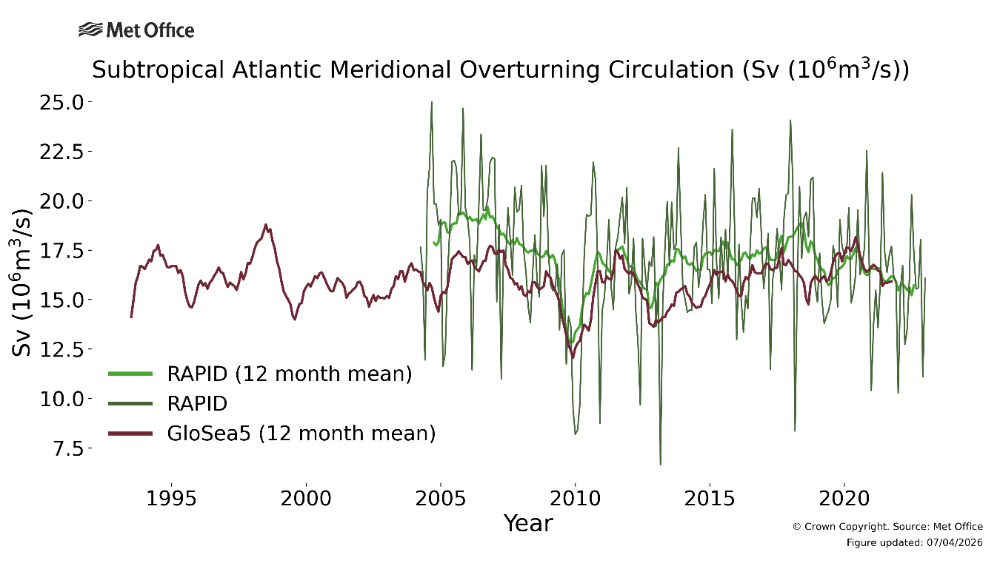 Met Office
Subtropical Atlantic Meridional Overturning Circulation (Sv (10⁶m³/s))
25.0
22.5
20.0
17.5
15.0
12.5
10.0
7.5
Sv (10⁶m³/s)
RAPID (12 month mean)
RAPID
GloSea5 (12 month mean)
1995 2000 2005 2010 2015 2020
Year
© Crown Copyright. Source: Met Office
Figure updated: 07/04/2026